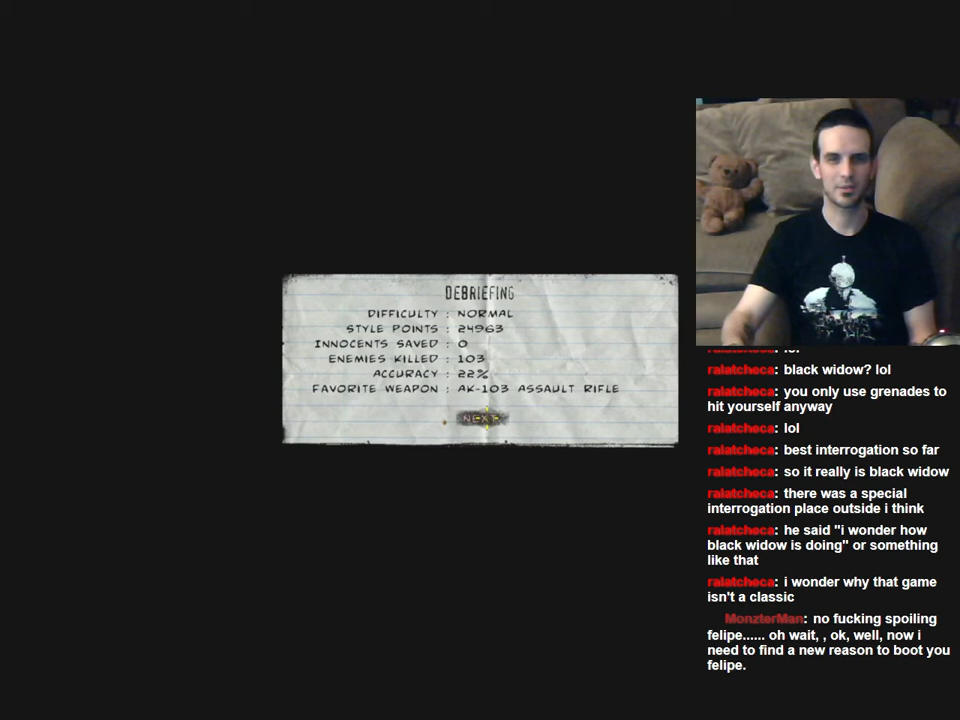 DEBRIEFING
DIFFICULTY : NORMAL
STYLE POINTS : 24963
INNOCENTS SAVED : 0
ENEMIES KILLED : 103
ACCURACY : 22%
FAVORITE WEAPON : AK-103 ASSAULT RIFLE
NEXT
ralatcheca: lol
ralatcheca: black widow? lol
ralatcheca: you only use grenades to
hit yourself anyway
ralatcheca: lol
ralatcheca: best interrogation so far
ralatcheca: so it really is black widow
ralatcheca: there was a special
interrogation place outside i think
ralatcheca: he said "i wonder how
black widow is doing" or something
like that
ralatcheca: i wonder why that game
isn't a classic
MonzterMan: no fucking spoiling
felipe...... oh wait, , ok, well, now i
need to find a new reason to boot you
felipe.